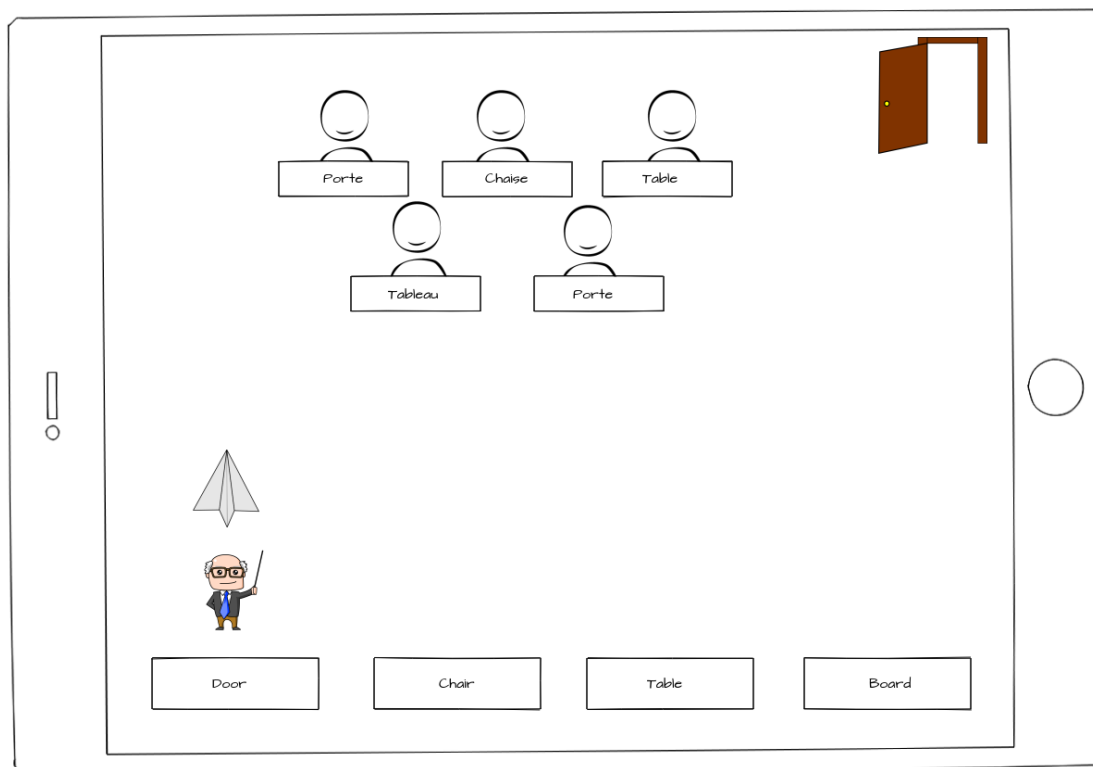 Porte
Chaise
Table
Tableau
Porte
Door
Chair
Table
Board